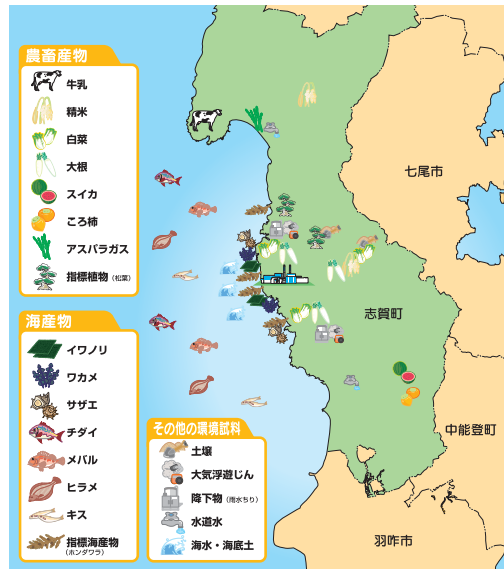 農畜産物
牛乳
精米
白菜
大根
スイカ
ころ柿
アスパラガス
指標植物(松葉)
海産物
イワノリ
ワカメ
サザエ
チダイ
メバル
ヒラメ
キス
指標海産物
(ホンダワラ)
その他の環境試料
土壌
大気浮遊じん
降下物(雨水ちり)
水道水
海水・海底土
七尾市
志賀町
中能登町
羽咋市